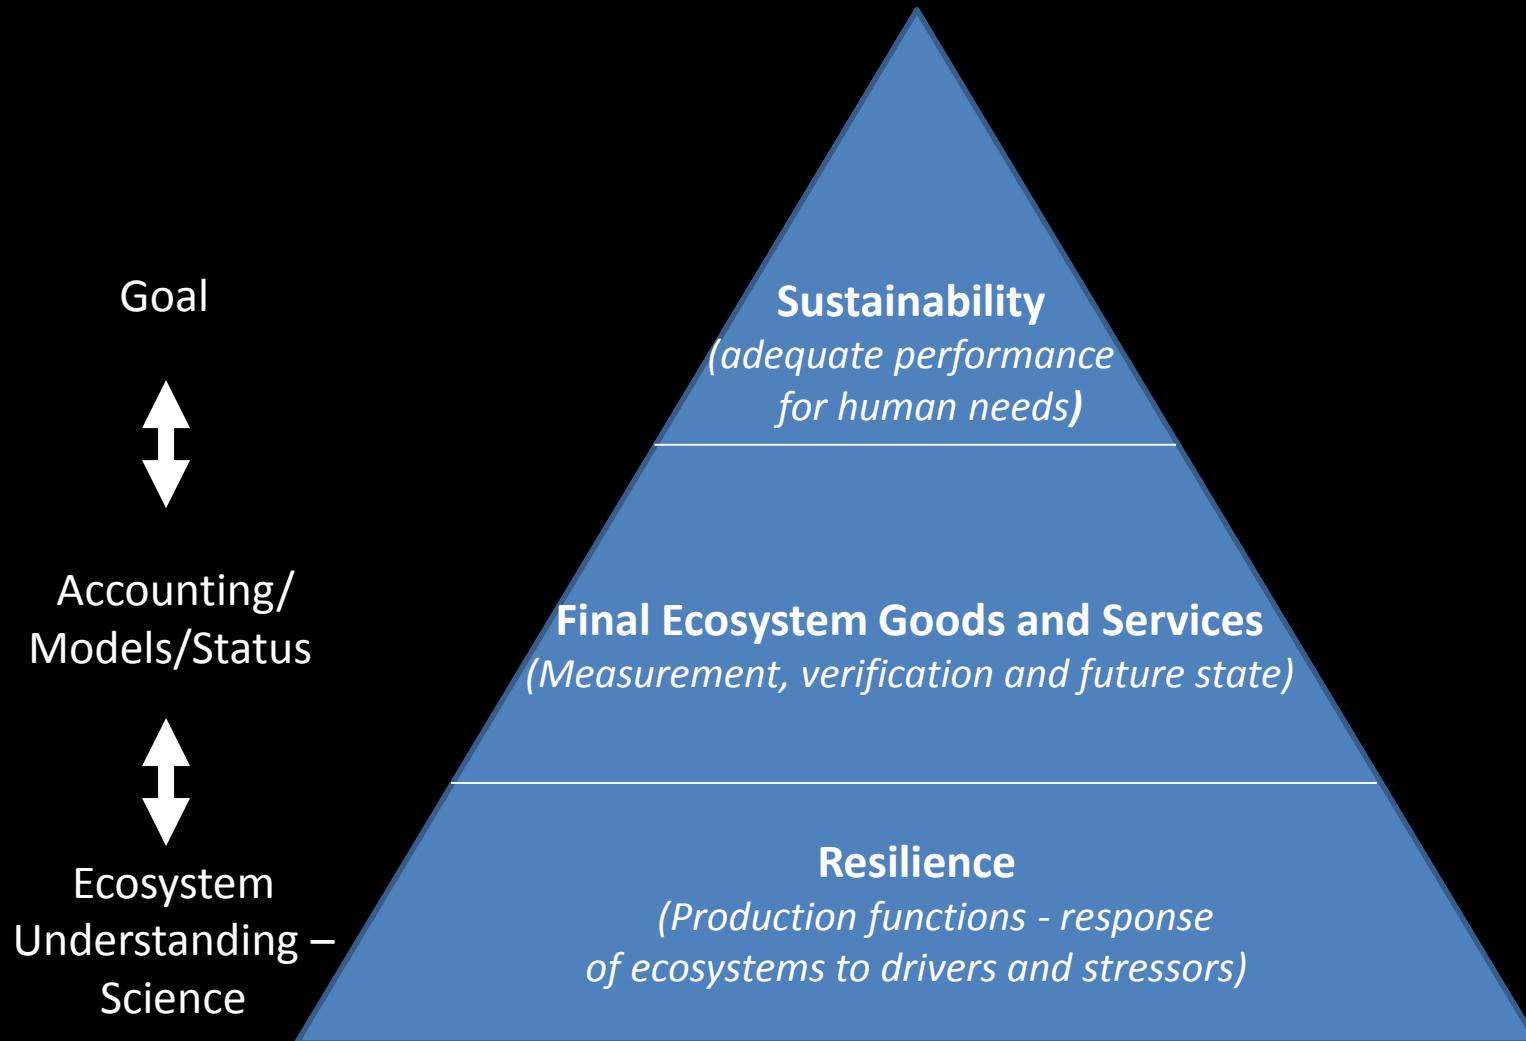 Goal
Accounting/
Models/Status
Ecosystem
Understanding –
Science
Sustainability
(adequate performance
for human needs)
Final Ecosystem Goods and Services
(Measurement, verification and future state)
Resilience
(Production functions - response
of ecosystems to drivers and stressors)